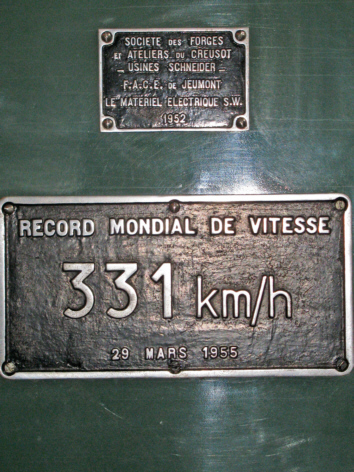 SOCIETE DES FORGES
ET ATELIERS DU CREUSOT
USINES SCHNEIDER
F.A.C.E. DE JEUMONT
LE MATERIEL ELECTRIQUE S.W.
1952
RECORD MONDIAL DE VITESSE
331 km/h
29 MARS 1955